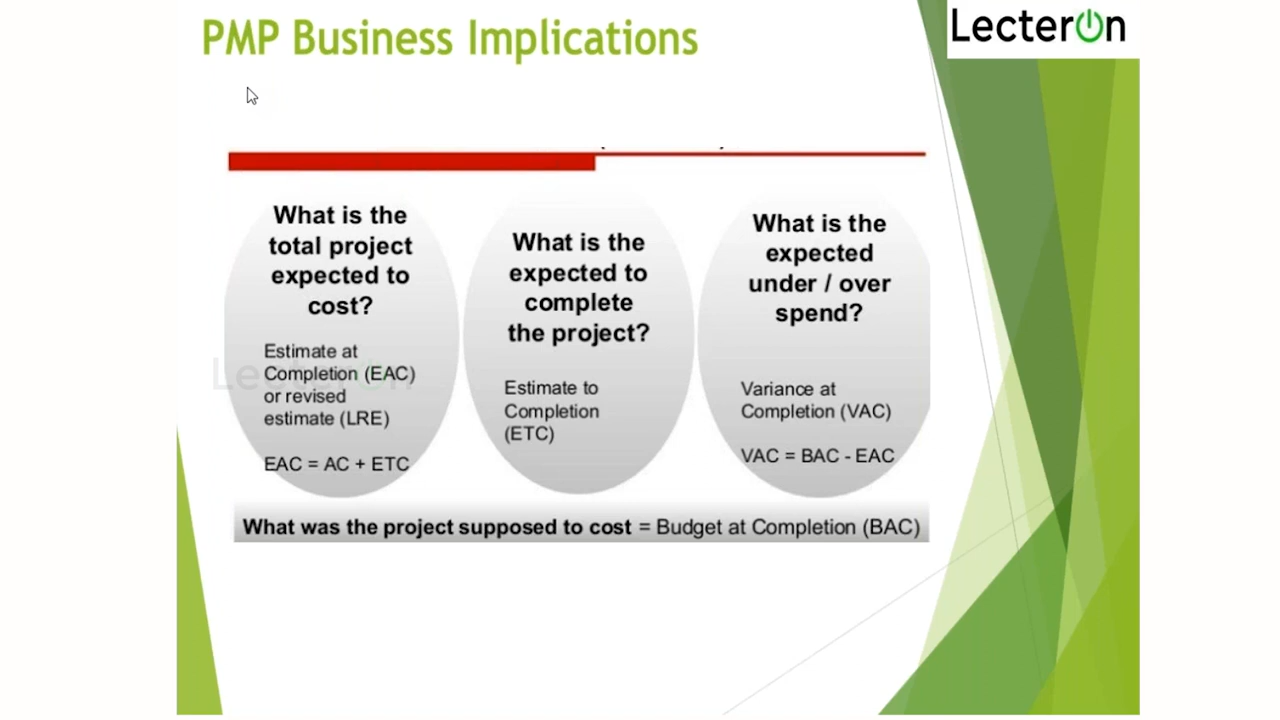 PMP Business Implications
LecterOn
What is the
total project
expected to
cost?
Estimate at
Completion (EAC)
or revised
estimate (LRE)
EAC = AC + ETC
What is the
expected to
complete
the project?
Estimate to
Completion
(ETC)
What is the
expected
under / over
spend?
Variance at
Completion (VAC)
VAC = BAC - EAC
What was the project supposed to cost = Budget at Completion (BAC)
LecterOn